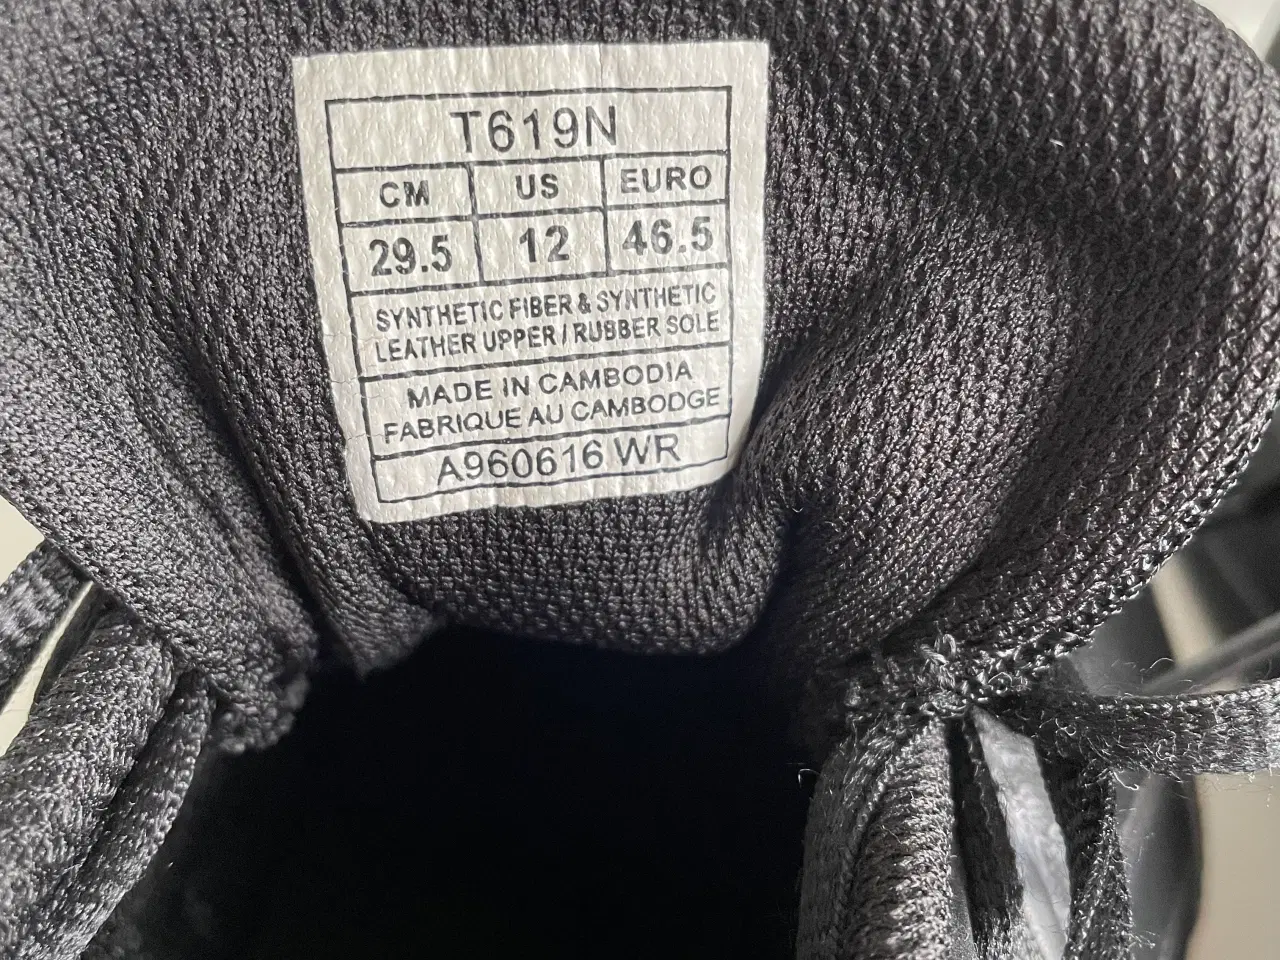 T619N
CM US EURO
29.5 12 46.5
SYNTHETIC FIBER & SYNTHETIC
LEATHER UPPER / RUBBER SOLE
MADE IN CAMBODIA
FABRIQUE AU CAMBODGE
A960616 WR